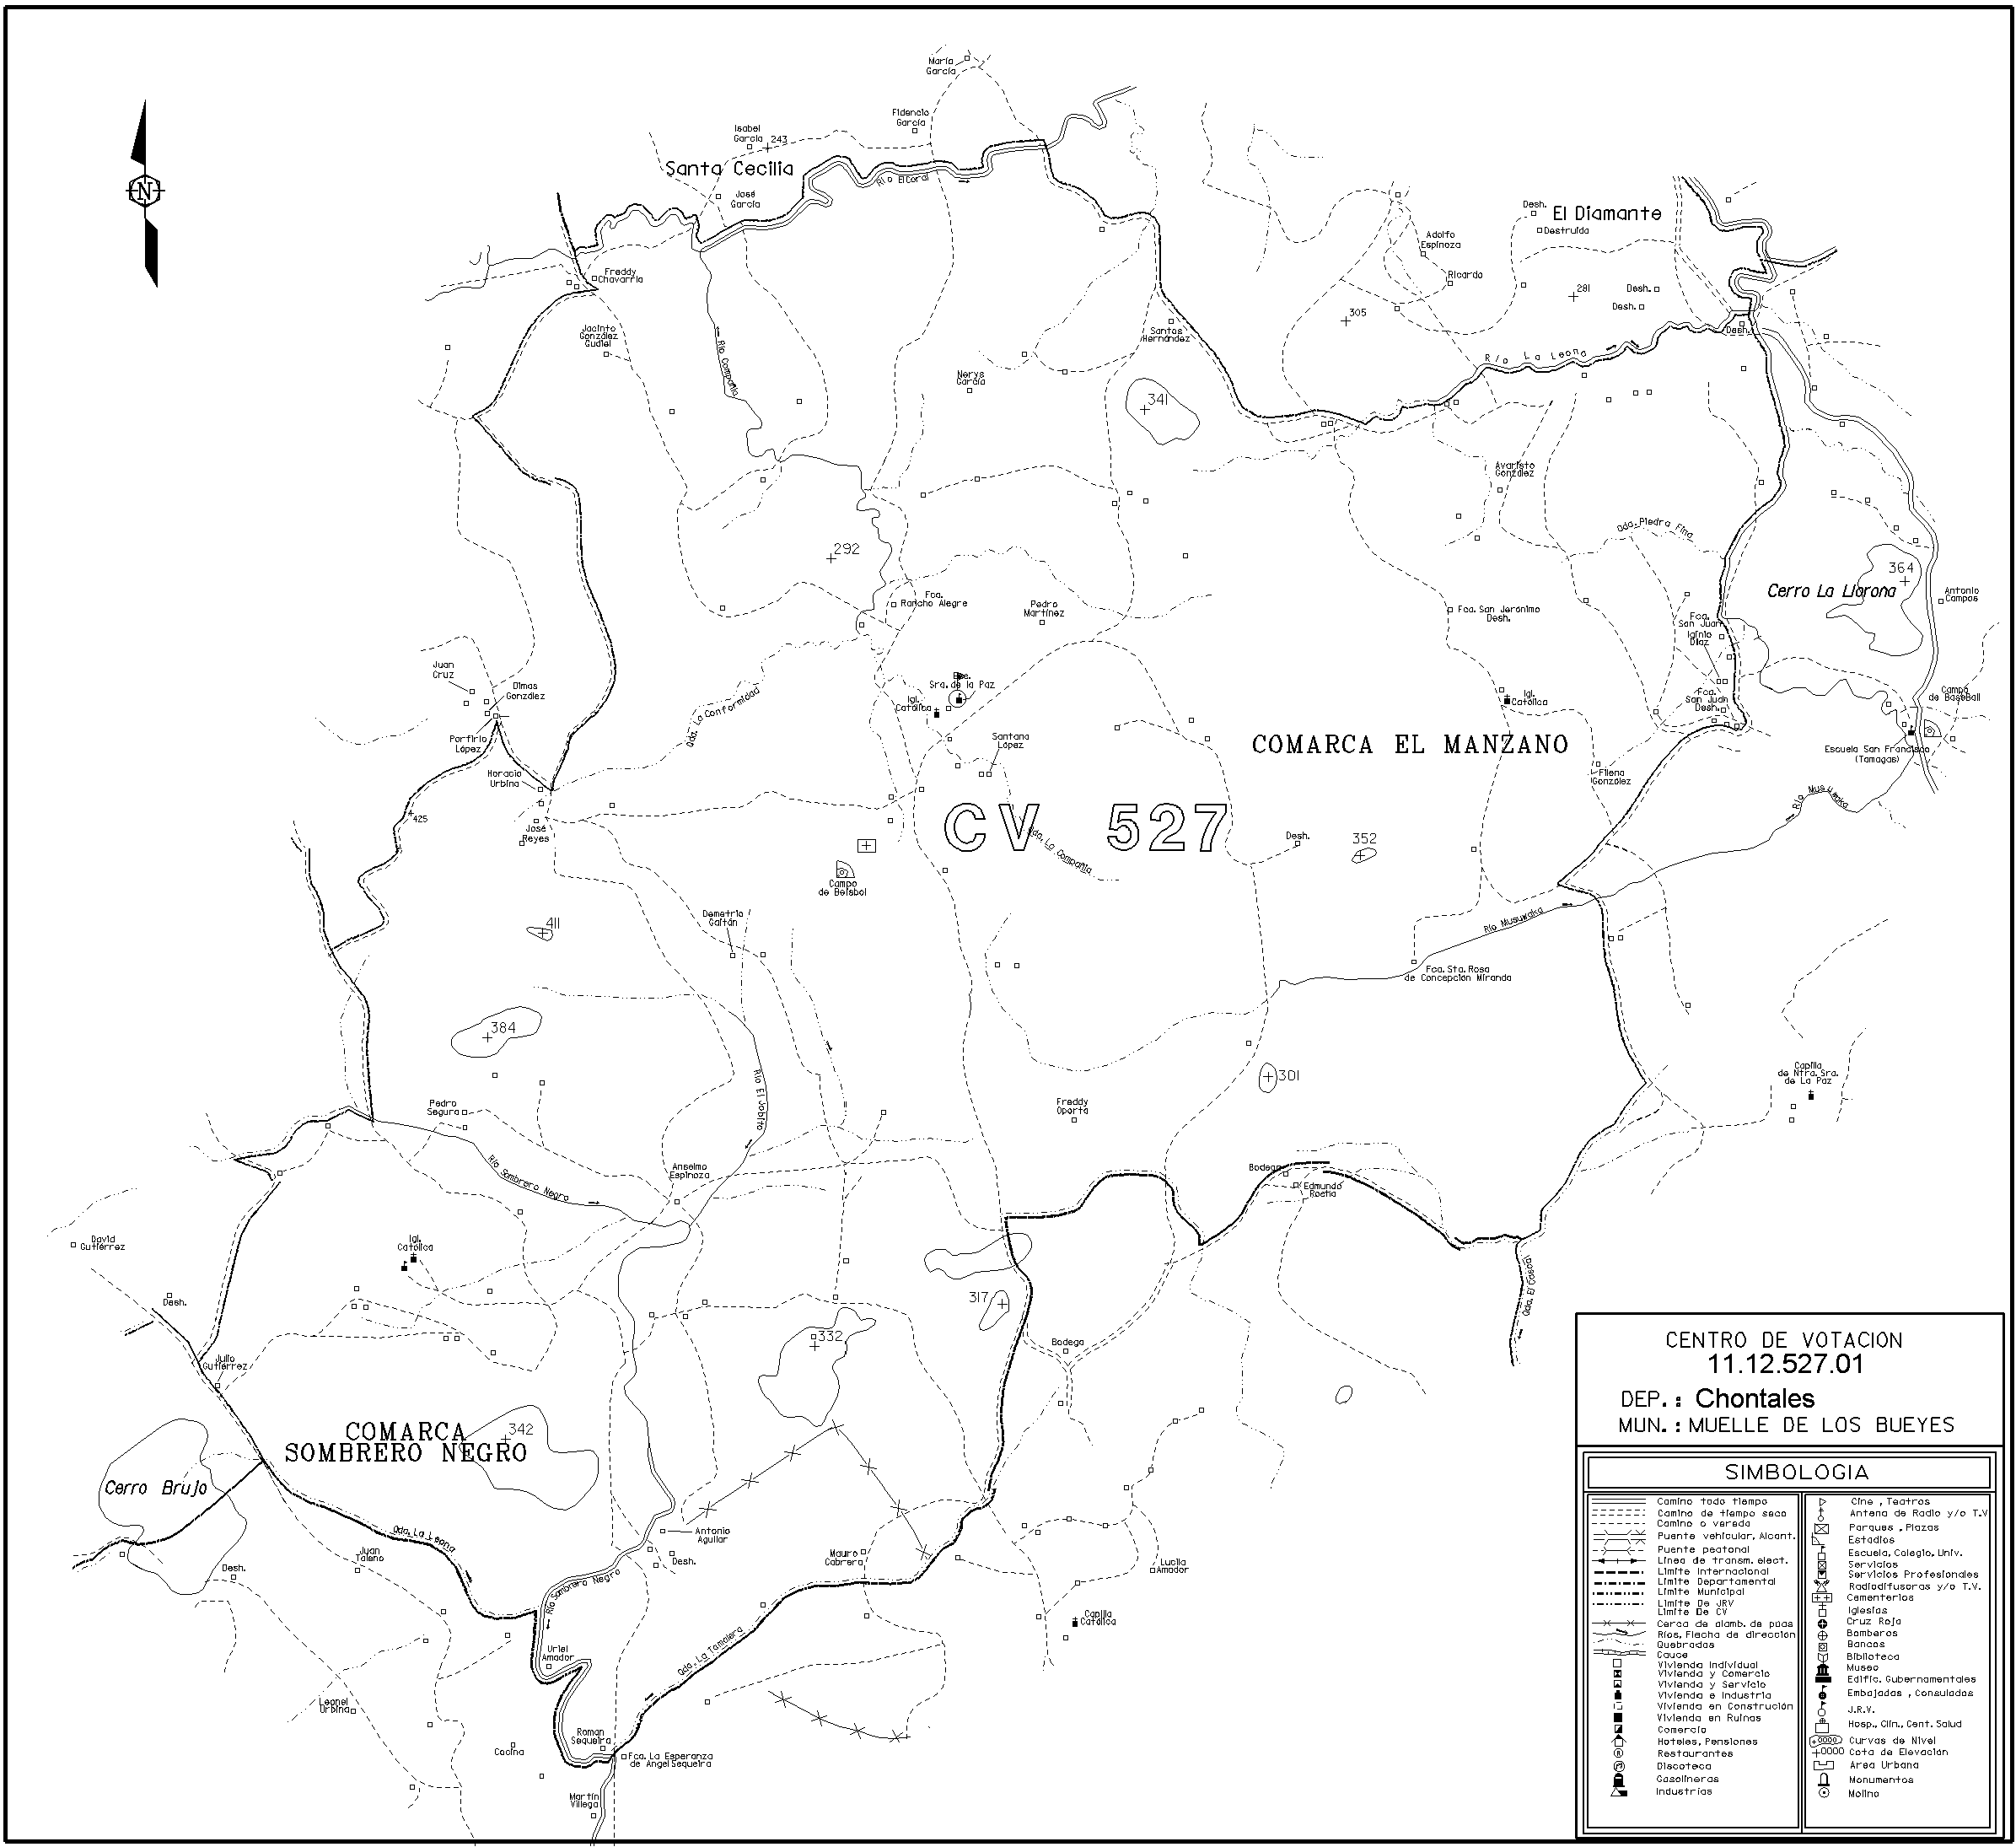 María
García
Fidencio
García
Isabel
García
243
Santa Cecilia
José
García
Río El Coral
N
Desh.
El Diamante
Destruida
Adolfo
Espinoza
Ricardo
281
Desh.
Desh.
Desh.
305
Freddy
Chavarría
Jacinto
González
Gudiel
Río Compañía
Santos
Hernández
Río La Leona
Nerys
García
341
Avaristo
González
Qda. Piedra Fina
292
364
Cerro La Llorona
Antonio
Campos
Fca.
Rancho Alegre
Pedro
Martínez
Fca. San Jerónimo
Desh.
Fca.
San Juan
Iginio
Díaz
Juan
Cruz
Dimas
González
Sra. de la Paz
Igl.
Católica
Igl.
Católica
Fca.
San Juan
Desh.
Campo
de BaseBall
Qda. La Conformidad
Porfirio
López
Santana
López
COMARCA EL MANZANO
Escuela San Francisco
(Tamagas)
Horacio
Urbina
Filena
González
Río Musuwaka
425
José
Reyes
CV 527
Qda. La Compañía
Desh.
352
Campo
de Beisbol
411
Demetrio
Gaitán
Río Musuwaka
Fca. Sta. Rosa
de Concepción Miranda
384
Río El Jobito
301
Capilla
de Ntra. Sra.
de La Paz
Pedro
Segura
Freddy
Oporta
Anselmo
Espinoza
Río Sombrero Negro
Bodega
Edmundo
David
Gutiérrez
Igl.
Católica
Desh.
317
332
Bodega
Julio
Gutiérrez
COMARCA
SOMBRERO NEGRO
342
Cerro Brujo
Qda. La Leona
Juan
Taleno
Desh.
Antonio
Aguilar
Desh.
Río Sombrero Negro
Mauro
Cabrera
Lucila
Amador
Capilla
Católica
Uriel
Amador
Qda. La Tamalera
Leonel
Urbina
Cocina
Roman
Sequeira
Fca. La Esperanza
de Angel Sequeira
Martín
Villega
CENTRO DE VOTACION
11.12.527.01
DEP. : Chontales
MUN. : MUELLE DE LOS BUEYES
SIMBOLOGIA
Camino todo tiempo
Camino de tiempo seco
Camino o vereda
Puente vehicular, Alcant.
Puente peatonal
Línea de transm. elect.
Límite Internacional
Límite Departamental
Límite Municipal
Límite De JRV
Límite De CV
Cerca de alamb. de púas
Ríos, Flecha de dirección
Quebradas
Cauce
Vivienda Individual
Vivienda y Comercio
Vivienda y Servicio
Vivienda e Industria
Vivienda en Construción
Vivienda en Ruinas
Comercio
Hoteles, Pensiones
Restaurantes
Discoteca
Gasolineras
Industrias
Cine , Teatros
Antena de Radio y/o T.V
Parques , Plazas
Estadios
Escuela, Colegio, Univ.
Servicios
Servicios Profesionales
Radiodifusoras y/o T.V.
Cementerios
Iglesias
Cruz Roja
Bomberos
Bancos
Biblioteca
Museo
Edific. Gubernamentales
Embajadas , Consulados
J.R.V.
Hosp., Clin., Cent. Salud
Curvas de Nivel
+0000 Cota de Elevación
Area Urbana
Monumentos
Molino